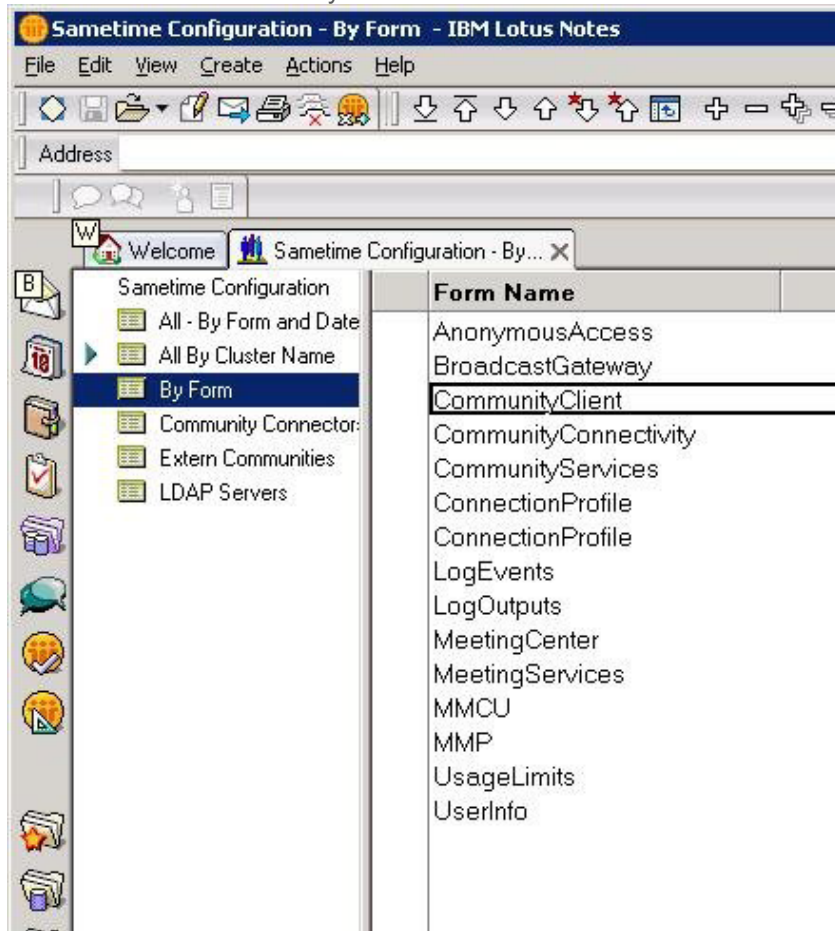 Sametime Configuration - By Form - IBM Lotus Notes
File Edit View Create Actions Help
Address
W
Welcome Sametime Configuration - By...
B
Sametime Configuration
All - By Form and Date
All By Cluster Name
By Form
Community Connector
Extern Communities
LDAP Servers
Form Name
AnonymousAccess
BroadcastGateway
CommunityClient
CommunityConnectivity
CommunityServices
ConnectionProfile
ConnectionProfile
LogEvents
LogOutputs
MeetingCenter
MeetingServices
MMCU
MMP
UsageLimits
UserInfo